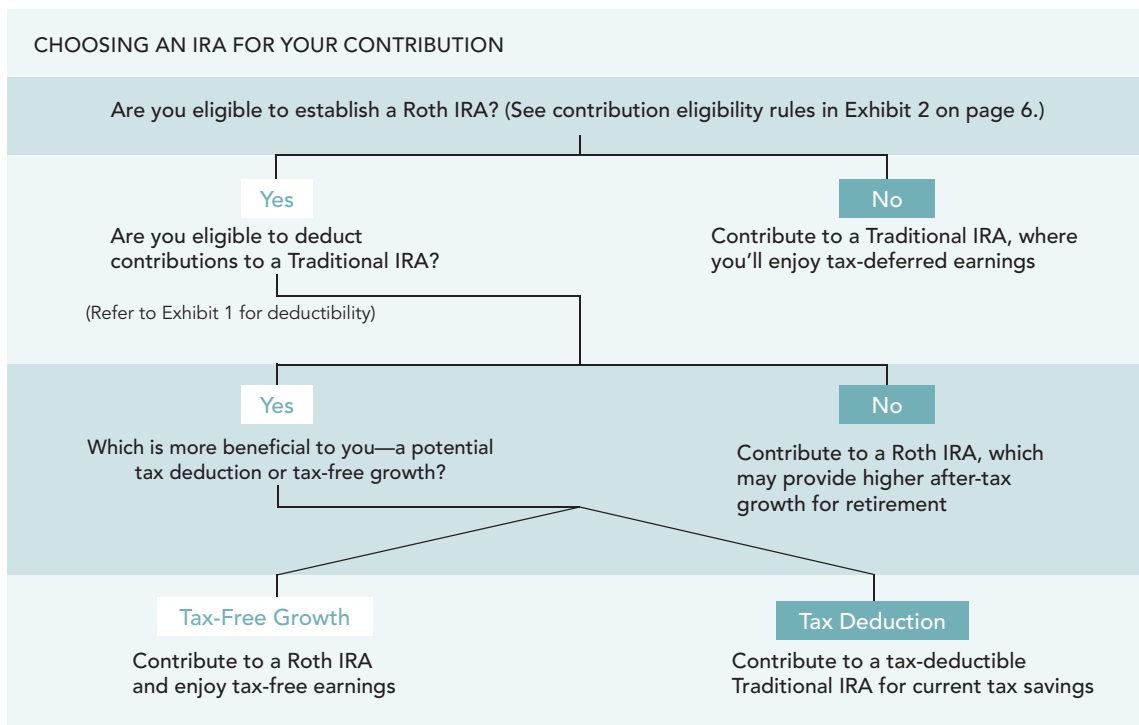 CHOOSING AN IRA FOR YOUR CONTRIBUTION
Are you eligible to establish a Roth IRA? (See contribution eligibility rules in Exhibit 2 on page 6.)
Yes
Are you eligible to deduct
contributions to a Traditional IRA?
(Refer to Exhibit 1 for deductibility)
No
Contribute to a Traditional IRA, where
you’ll enjoy tax-deferred earnings
Yes
Which is more beneficial to you—a potential
tax deduction or tax-free growth?
No
Contribute to a Roth IRA, which
may provide higher after-tax
growth for retirement
Tax-Free Growth
Contribute to a Roth IRA
and enjoy tax-free earnings
Tax Deduction
Contribute to a tax-deductible
Traditional IRA for current tax savings